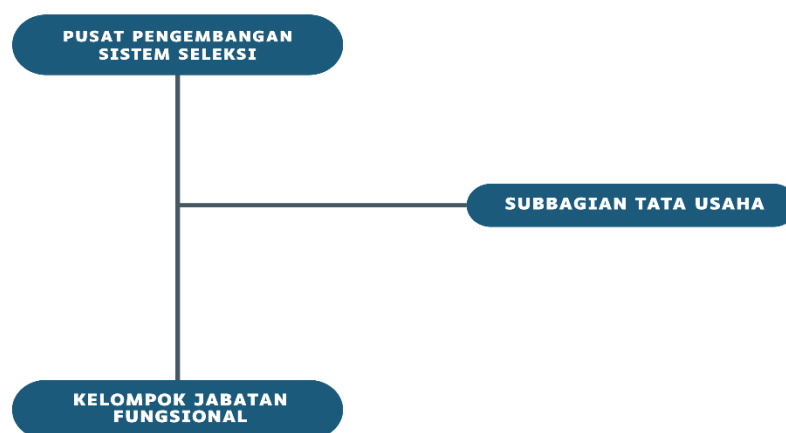 PUSAT PENGEMBANGAN
SISTEM SELEKSI
SUBBAGIAN TATA USAHA
KELOMPOK JABATAN
FUNGSIONAL